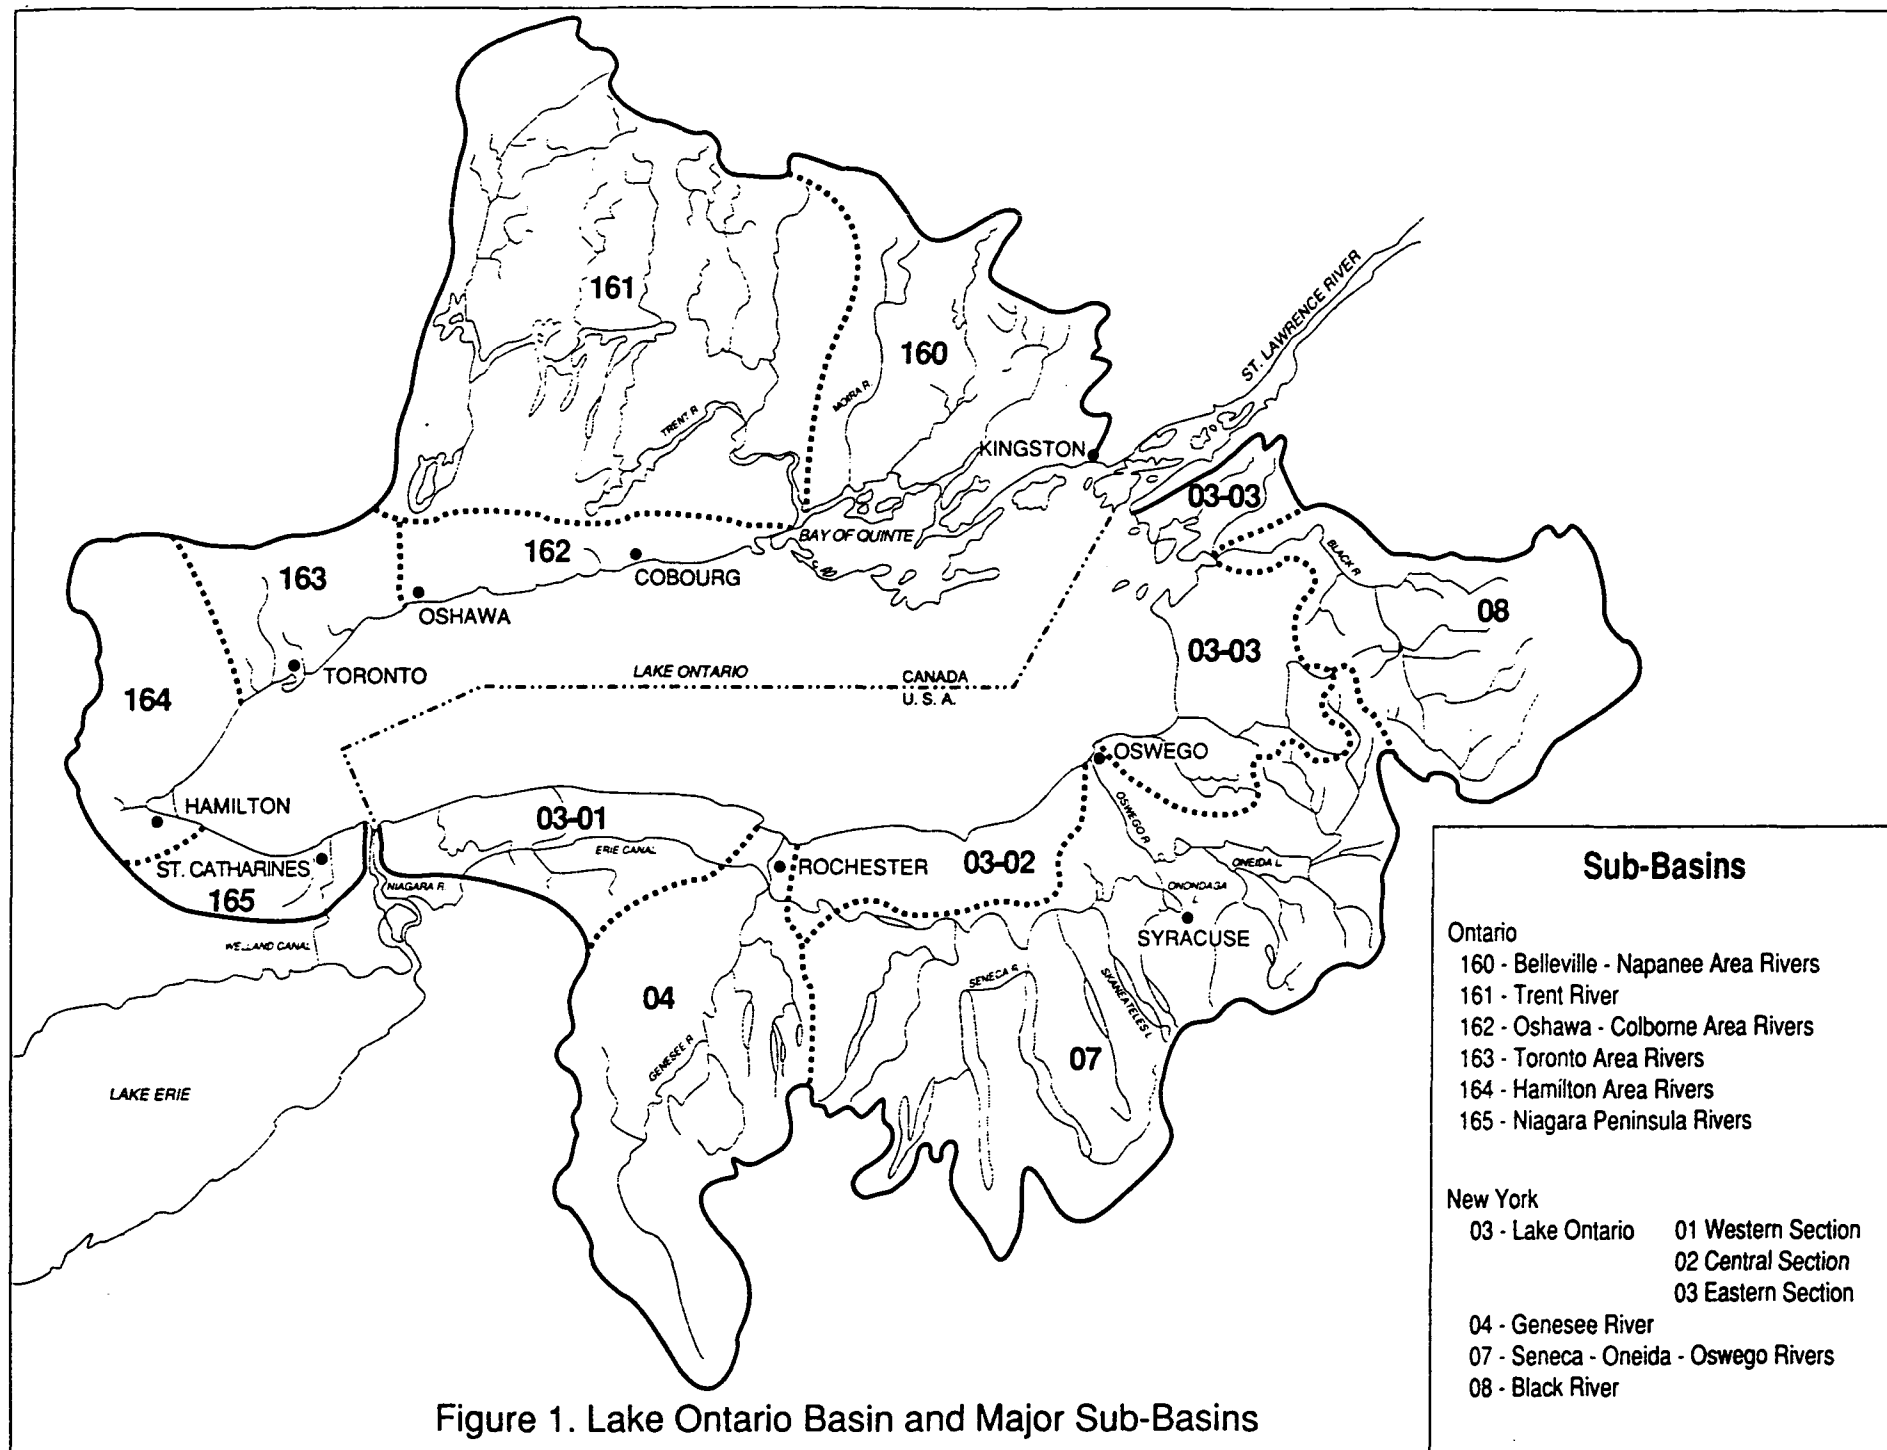 161
160
ST. LAWRENCE RIVER
MOIRA R.
TRENT R.
KINGSTON
03-03
BAY OF QUINTE
162
COBOURG
163
OSHAWA
BLACK R.
08
03-03
TORONTO
LAKE ONTARIO
CANADA
U. S. A.
164
OSWEGO
HAMILTON
03-01
OSWEGO R.
ERIE CANAL
ST. CATHARINES
ROCHESTER
03-02
ONEIDA L.
NIAGARA R.
ONONDAGA
L.
165
SYRACUSE
WELLAND CANAL
SENECA R.
SKANEATELES L.
04
GENESEE R.
07
LAKE ERIE
Sub-Basins
Ontario
160 - Belleville - Napanee Area Rivers
161 - Trent River
162 - Oshawa - Colborne Area Rivers
163 - Toronto Area Rivers
164 - Hamilton Area Rivers
165 - Niagara Peninsula Rivers
New York
03 - Lake Ontario 01 Western Section
02 Central Section
03 Eastern Section
04 - Genesee River
07 - Seneca - Oneida - Oswego Rivers
08 - Black River
Figure 1. Lake Ontario Basin and Major Sub-Basins